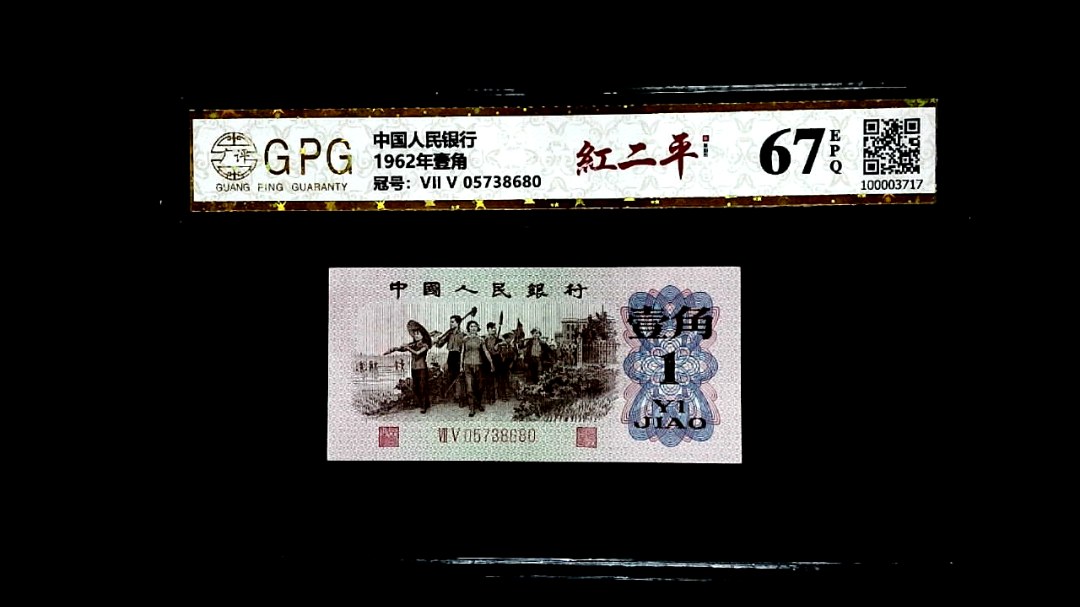 GPG
GUANG PING GUARANTY
中国人民银行
1962年壹角
冠号：VII V 05738680
紅二平
67
EPQ
100003717
中國人民銀行
壹角
1
YI
JIAO
VII V 05738680